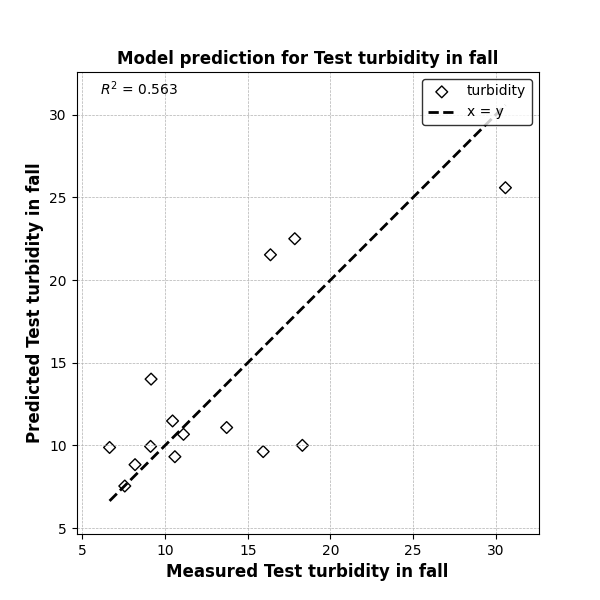 Model prediction for Test turbidity in fall
R² = 0.563
turbidity
x = y
30
25
20
15
10
5
Predicted Test turbidity in fall
5 10 15 20 25 30
Measured Test turbidity in fall